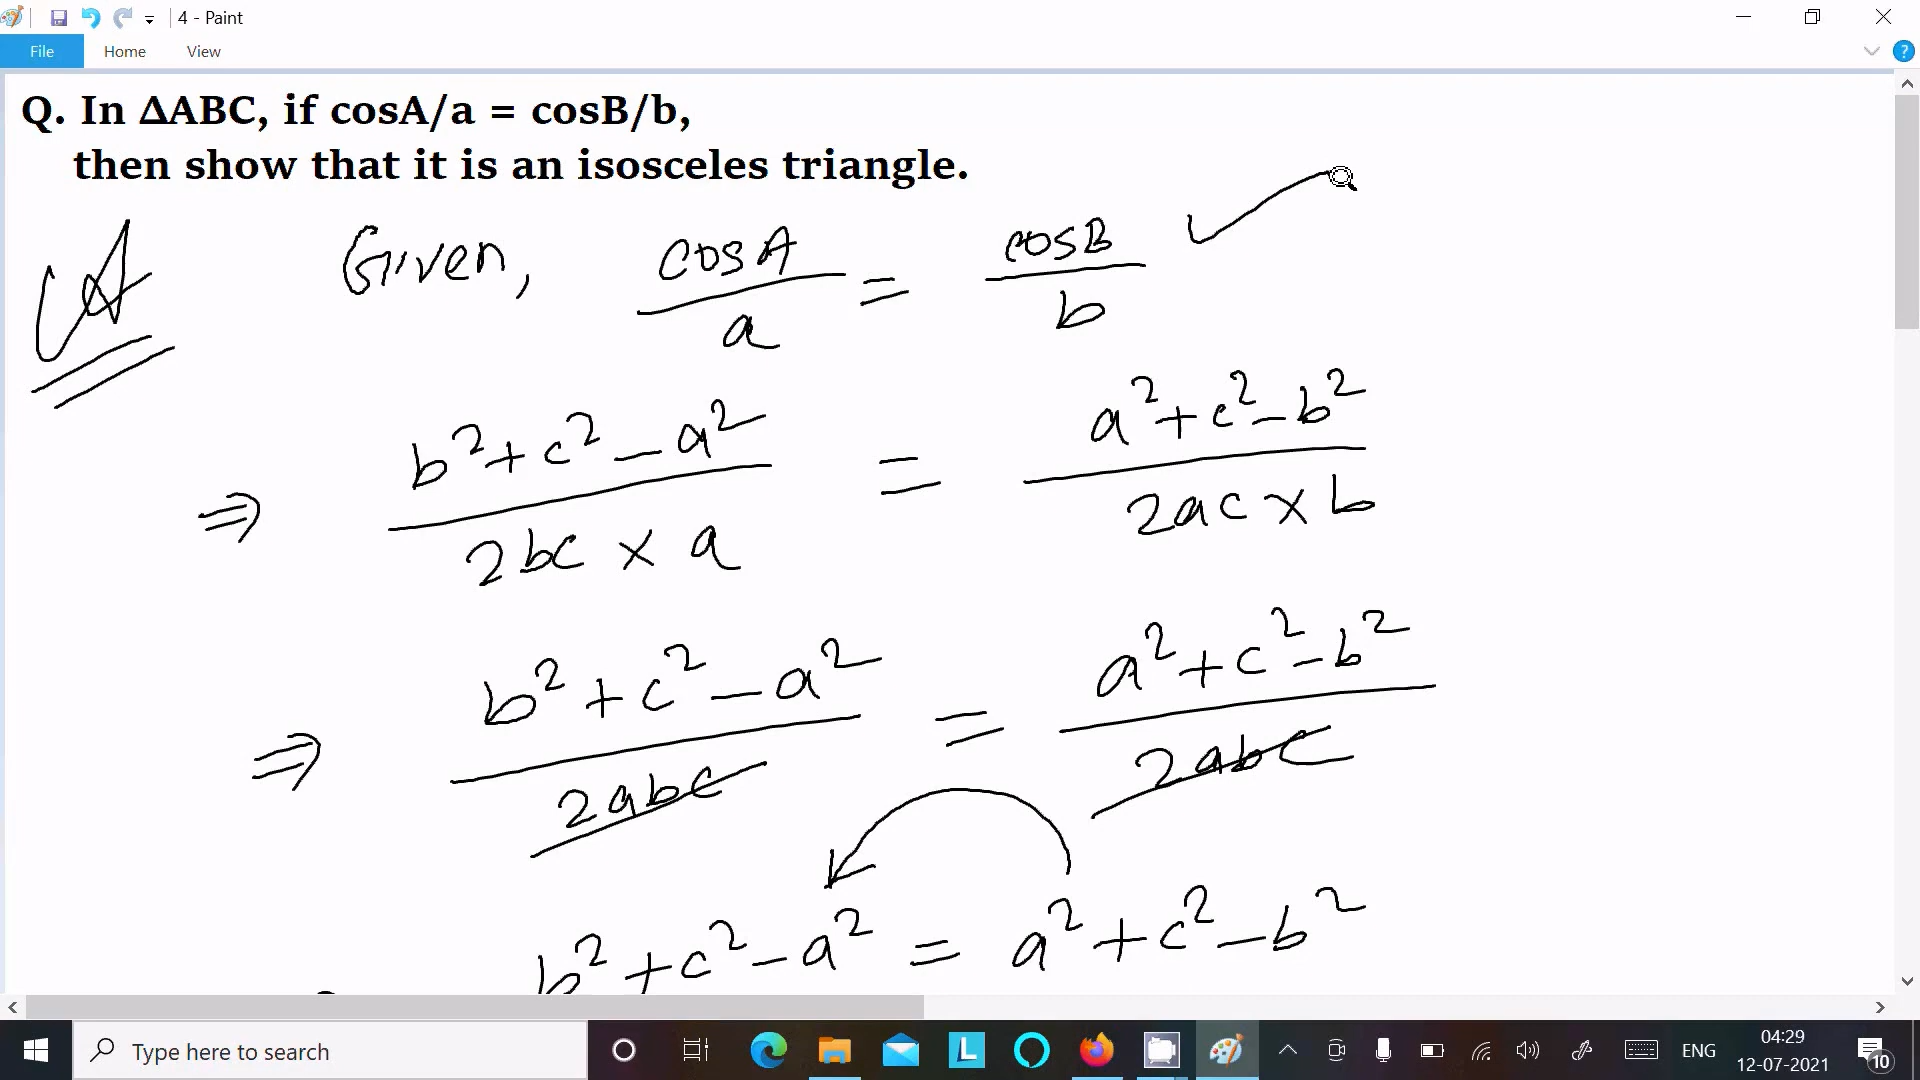 4 - Paint
File Home View
Q. In ΔABC, if cosA/a = cosB/b,
then show that it is an isosceles triangle.
Given, cosA/a = cosB/b
⇒ b²+c²-a² / 2bc × a = a²+c²-b² / 2ac × b
⇒ b²+c²-a² / 2abc = a²+c²-b² / 2abc
b²+c²-a² = a²+c²-b²
Type here to search
L
ENG
04:29
12-07-2021
10